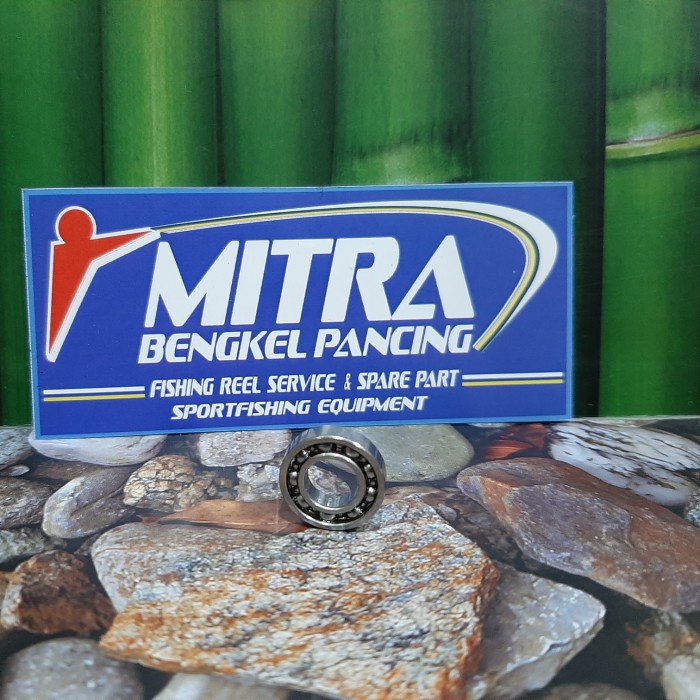 MITRA
BENGKEL PANCING
FISHING REEL SERVICE & SPARE PART
SPORTFISHING EQUIPMENT